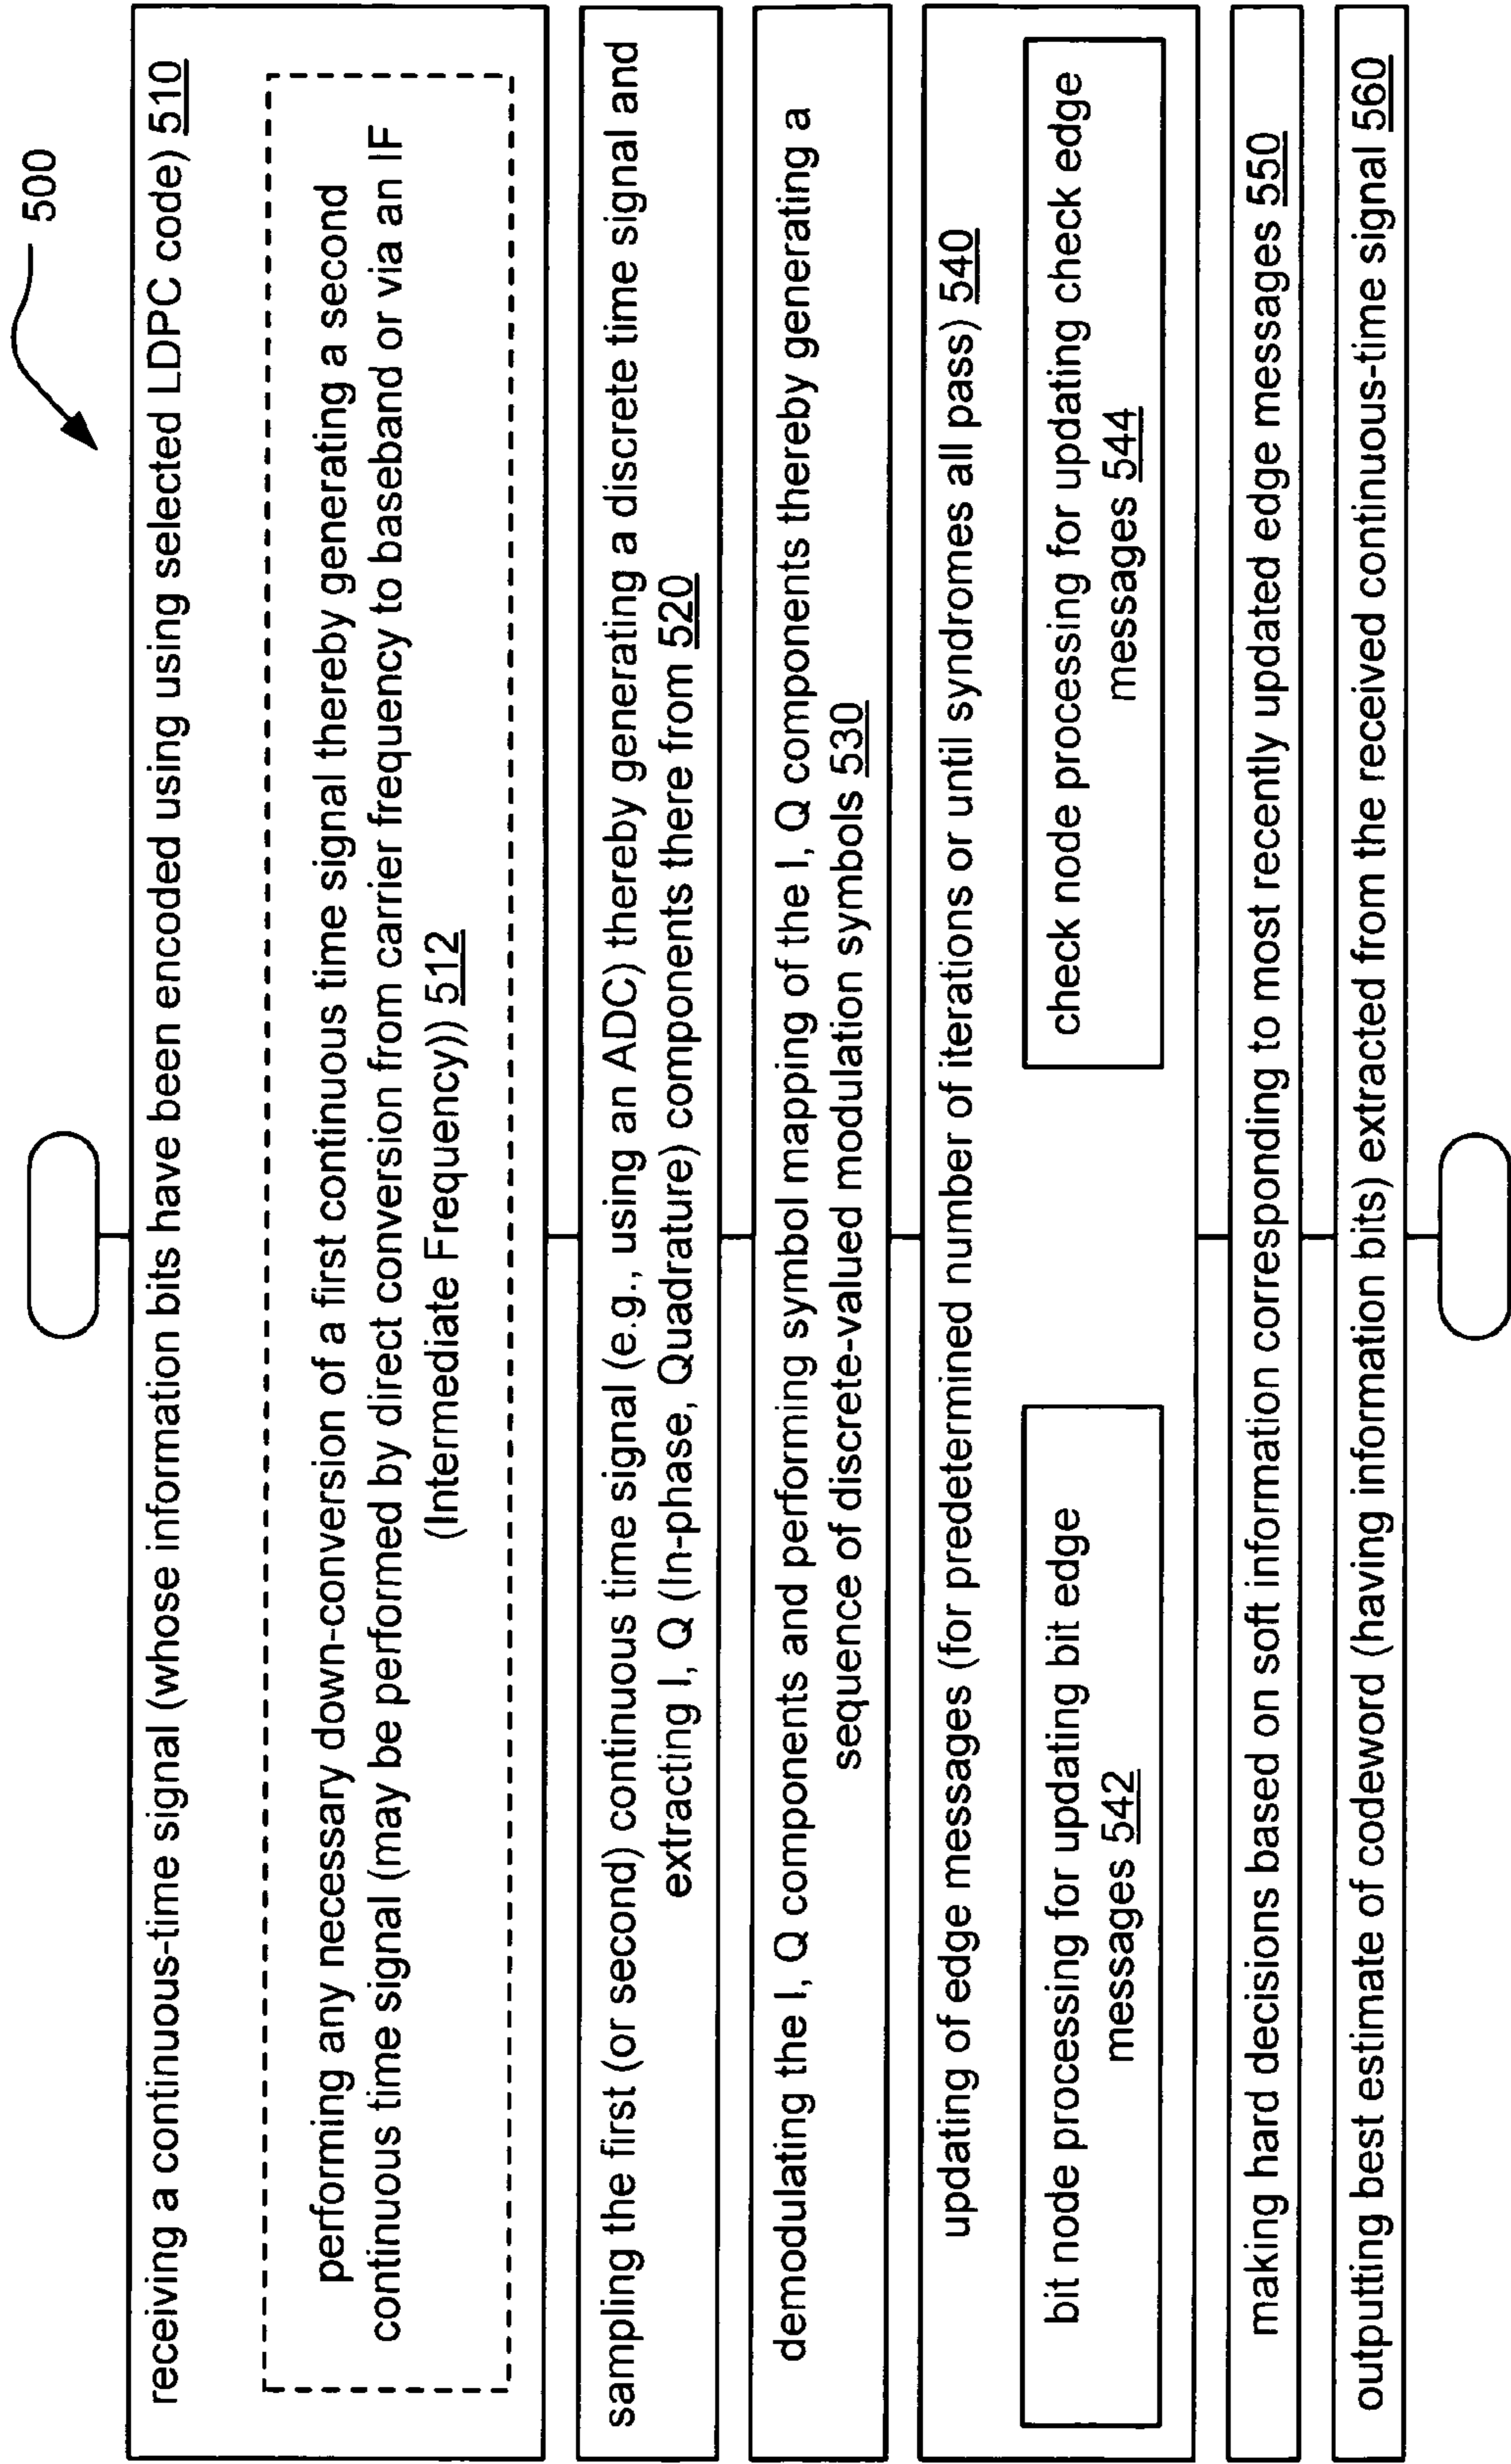 500
receiving a continuous-time signal (whose information bits have been encoded using using selected LDPC code) 510
performing any necessary down-conversion of a first continuous time signal thereby generating a second
continuous time signal (may be performed by direct conversion from carrier frequency to baseband or via an IF
(Intermediate Frequency)) 512
sampling the first (or second) continuous time signal (e.g., using an ADC) thereby generating a discrete time signal and
extracting I, Q (In-phase, Quadrature) components there from 520
demodulating the I, Q components and performing symbol mapping of the I, Q components thereby generating a
sequence of discrete-valued modulation symbols 530
updating of edge messages (for predetermined number of iterations or until syndromes all pass) 540
bit node processing for updating bit edge
messages 542
check node processing for updating check edge
messages 544
making hard decisions based on soft information corresponding to most recently updated edge messages 550
outputting best estimate of codeword (having information bits) extracted from the received continuous-time signal 560